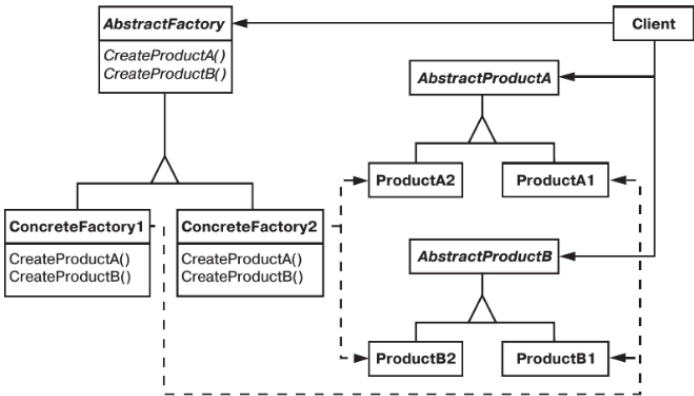 AbstractFactory
CreateProductA()
CreateProductB()
Client
AbstractProductA
ProductA2
ProductA1
ConcreteFactory1
CreateProductA()
CreateProductB()
ConcreteFactory2
CreateProductA()
CreateProductB()
AbstractProductB
ProductB2
ProductB1